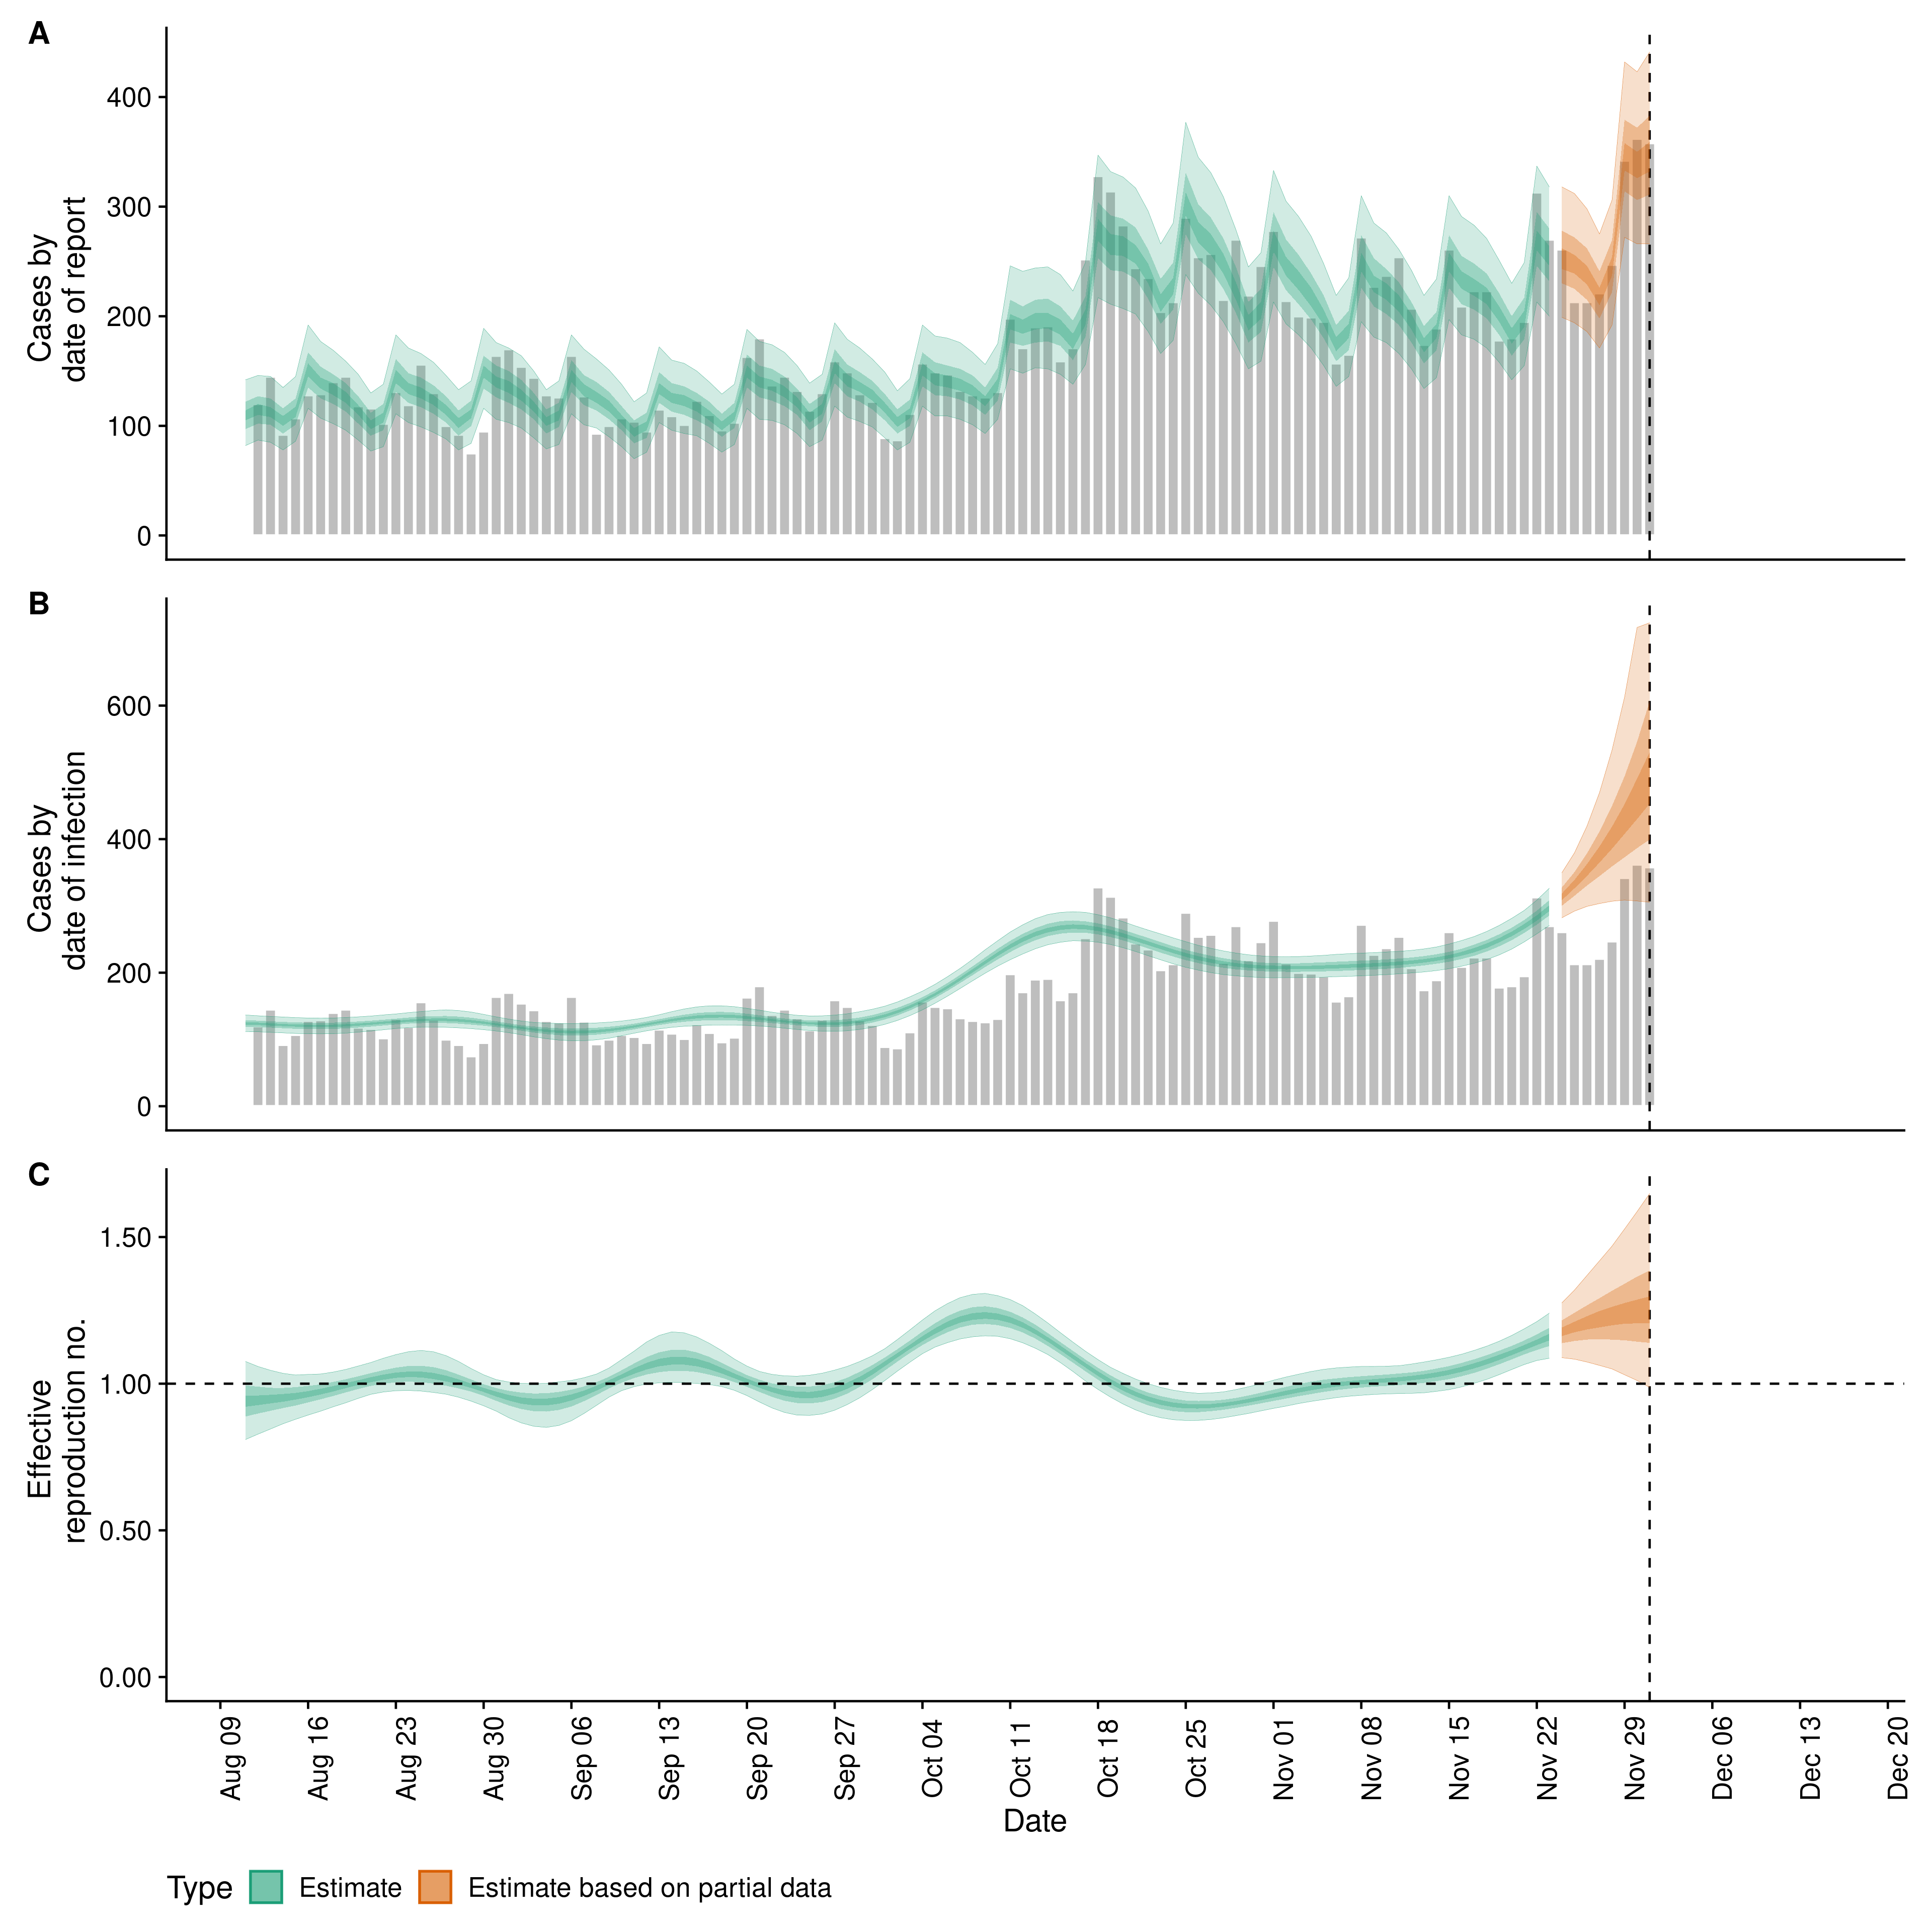 A
Cases by
date of report
400
300
200
100
0
B
Cases by
date of infection
600
400
200
0
C
Effective
reproduction no.
1.50
1.00
0.50
0.00
Aug 09
Aug 16
Aug 23
Aug 30
Sep 06
Sep 13
Sep 20
Sep 27
Oct 04
Oct 11
Oct 18
Oct 25
Nov 01
Nov 08
Nov 15
Nov 22
Nov 29
Dec 06
Dec 13
Dec 20
Date
Type Estimate Estimate based on partial data